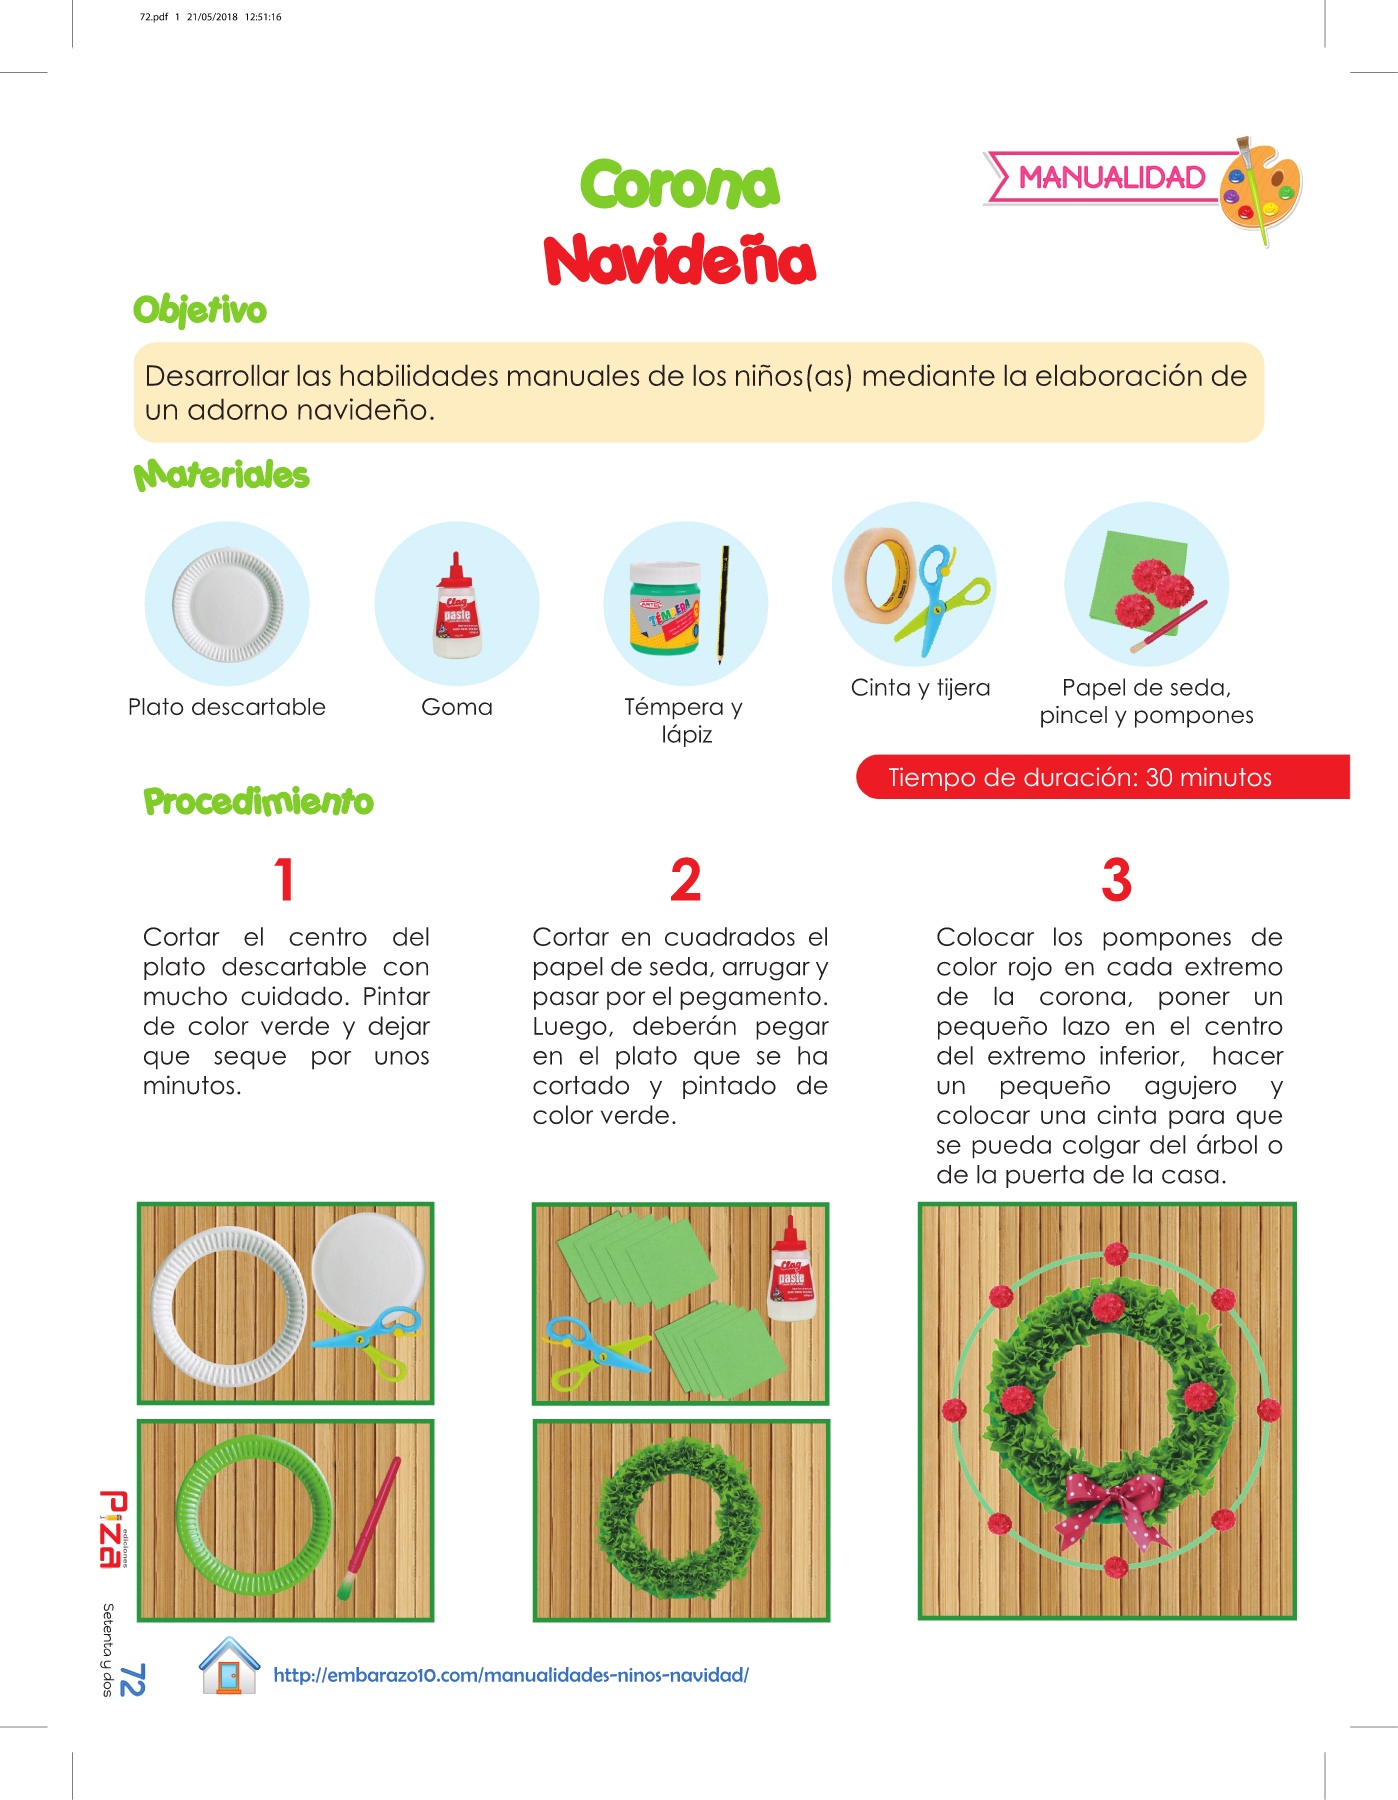 72.pdf 1 21/05/2018 12:51:16
MANUALIDAD
Corona
Navideña
Objetivo
Desarrollar las habilidades manuales de los niños(as) mediante la elaboración de
un adorno navideño.
Materiales
Clag
paste
ARTEL
TÉMPERA
Plato descartable
Goma
Témpera y
lápiz
Cinta y tijera
Papel de seda,
pincel y pompones
Tiempo de duración: 30 minutos
Procedimiento
1
Cortar el centro del
plato descartable con
mucho cuidado. Pintar
de color verde y dejar
que seque por unos
minutos.
2
Cortar en cuadrados el
papel de seda, arrugar y
pasar por el pegamento.
Luego, deberán pegar
en el plato que se ha
cortado y pintado de
color verde.
3
Colocar los pompones de
color rojo en cada extremo
de la corona, poner un
pequeño lazo en el centro
del extremo inferior, hacer
un pequeño agujero y
colocar una cinta para que
se pueda colgar del árbol o
de la puerta de la casa.
Clag
paste
Piza
ediciones
Setenta y dos
72
http://embarazo10.com/manualidades-ninos-navidad/